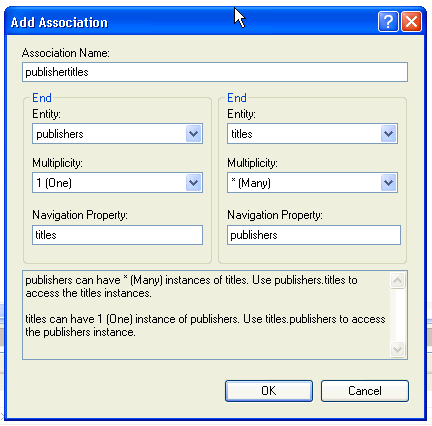 Add Association
Association Name:
publishertitles
End
Entity:
publishers
Multiplicity:
1 (One)
Navigation Property:
titles
End
Entity:
titles
Multiplicity:
* (Many)
Navigation Property:
publishers
publishers can have * (Many) instances of titles. Use publishers.titles to
access the titles instances.
titles can have 1 (One) instance of publishers. Use titles.publishers to access
the publishers instance.
OK
Cancel